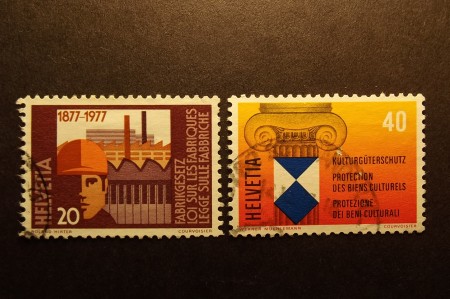 1877-1977
HELVETIA
20
FABRIKGESETZ
LOI SUR LES FABRIQUES
LEGGE SULLE FABBRICHE
COURVOISIER
40
HELVETIA
KULTURGÜTERSCHUTZ
PROTECTION
DES BIENS CULTURELS
PROTEZIONE
DEI BENI CULTURALI
COURVOISIER